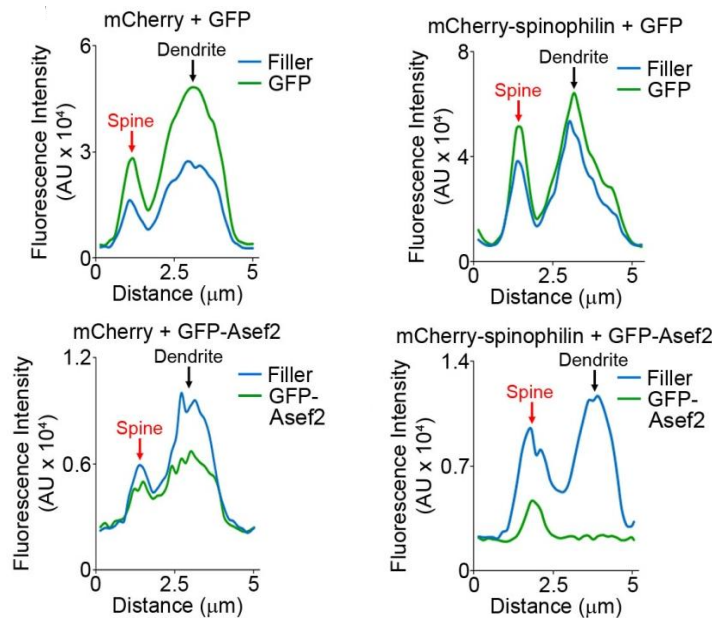 mCherry + GFP
Fluorescence Intensity
(AU x 10⁴)
6
3
0
Dendrite
Filler
GFP
Spine
0
2.5
5
Distance (μm)
mCherry-spinophilin + GFP
Fluorescence Intensity
(AU x 10⁴)
8
4
0
Dendrite
Filler
GFP
Spine
0
2.5
5
Distance (μm)
mCherry + GFP-Asef2
Fluorescence Intensity
(AU x 10⁴)
1.2
0.6
0
Dendrite
Filler
GFP-
Asef2
Spine
0
2.5
5
Distance (μm)
mCherry-spinophilin + GFP-Asef2
Fluorescence Intensity
(AU x 10⁴)
1.4
0.7
0
Dendrite
Filler
GFP-
Asef2
Spine
0
2.5
5
Distance (μm)